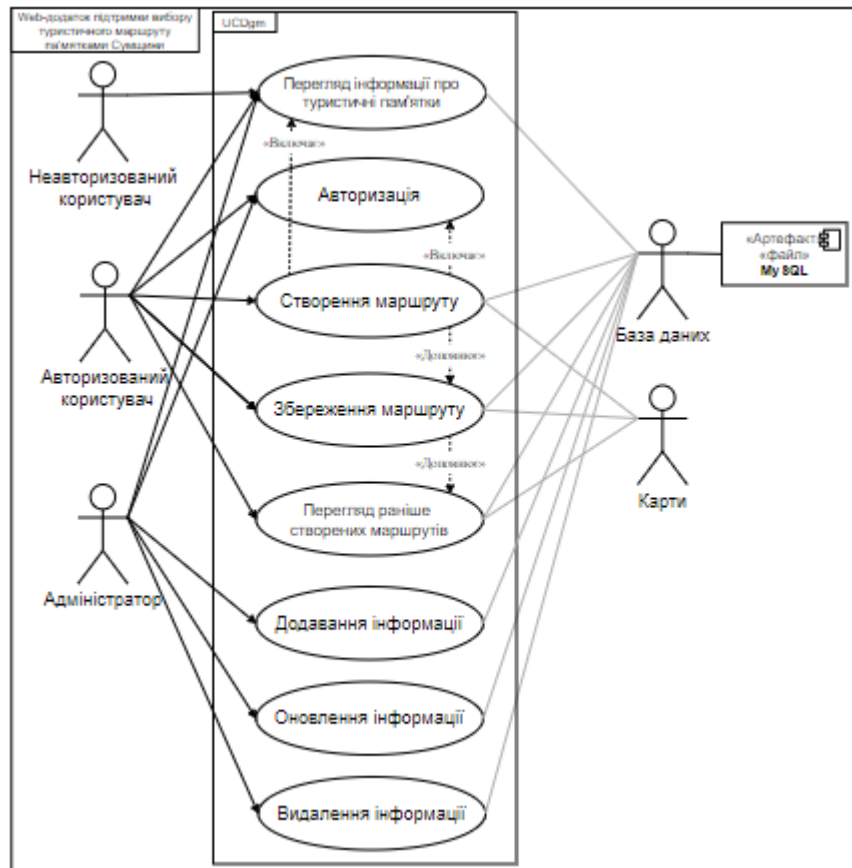 Web-додаток підтримки вибору
туристичного маршруту
пам'ятками Сумщини
UCDgm
Перегляд інформації про
туристичні пам'ятки
«Включає»
Неавторизований
користувач
Авторизація
«Включає»
«Артефакт»
«файл»
My SQL
Створення маршруту
База даних
«Доповнює»
Авторизований
користувач
Збереження маршруту
«Доповнює»
Карти
Перегляд раніше
створених маршрутів
Адміністратор
Додавання інформації
Оновлення інформації
Видалення інформації